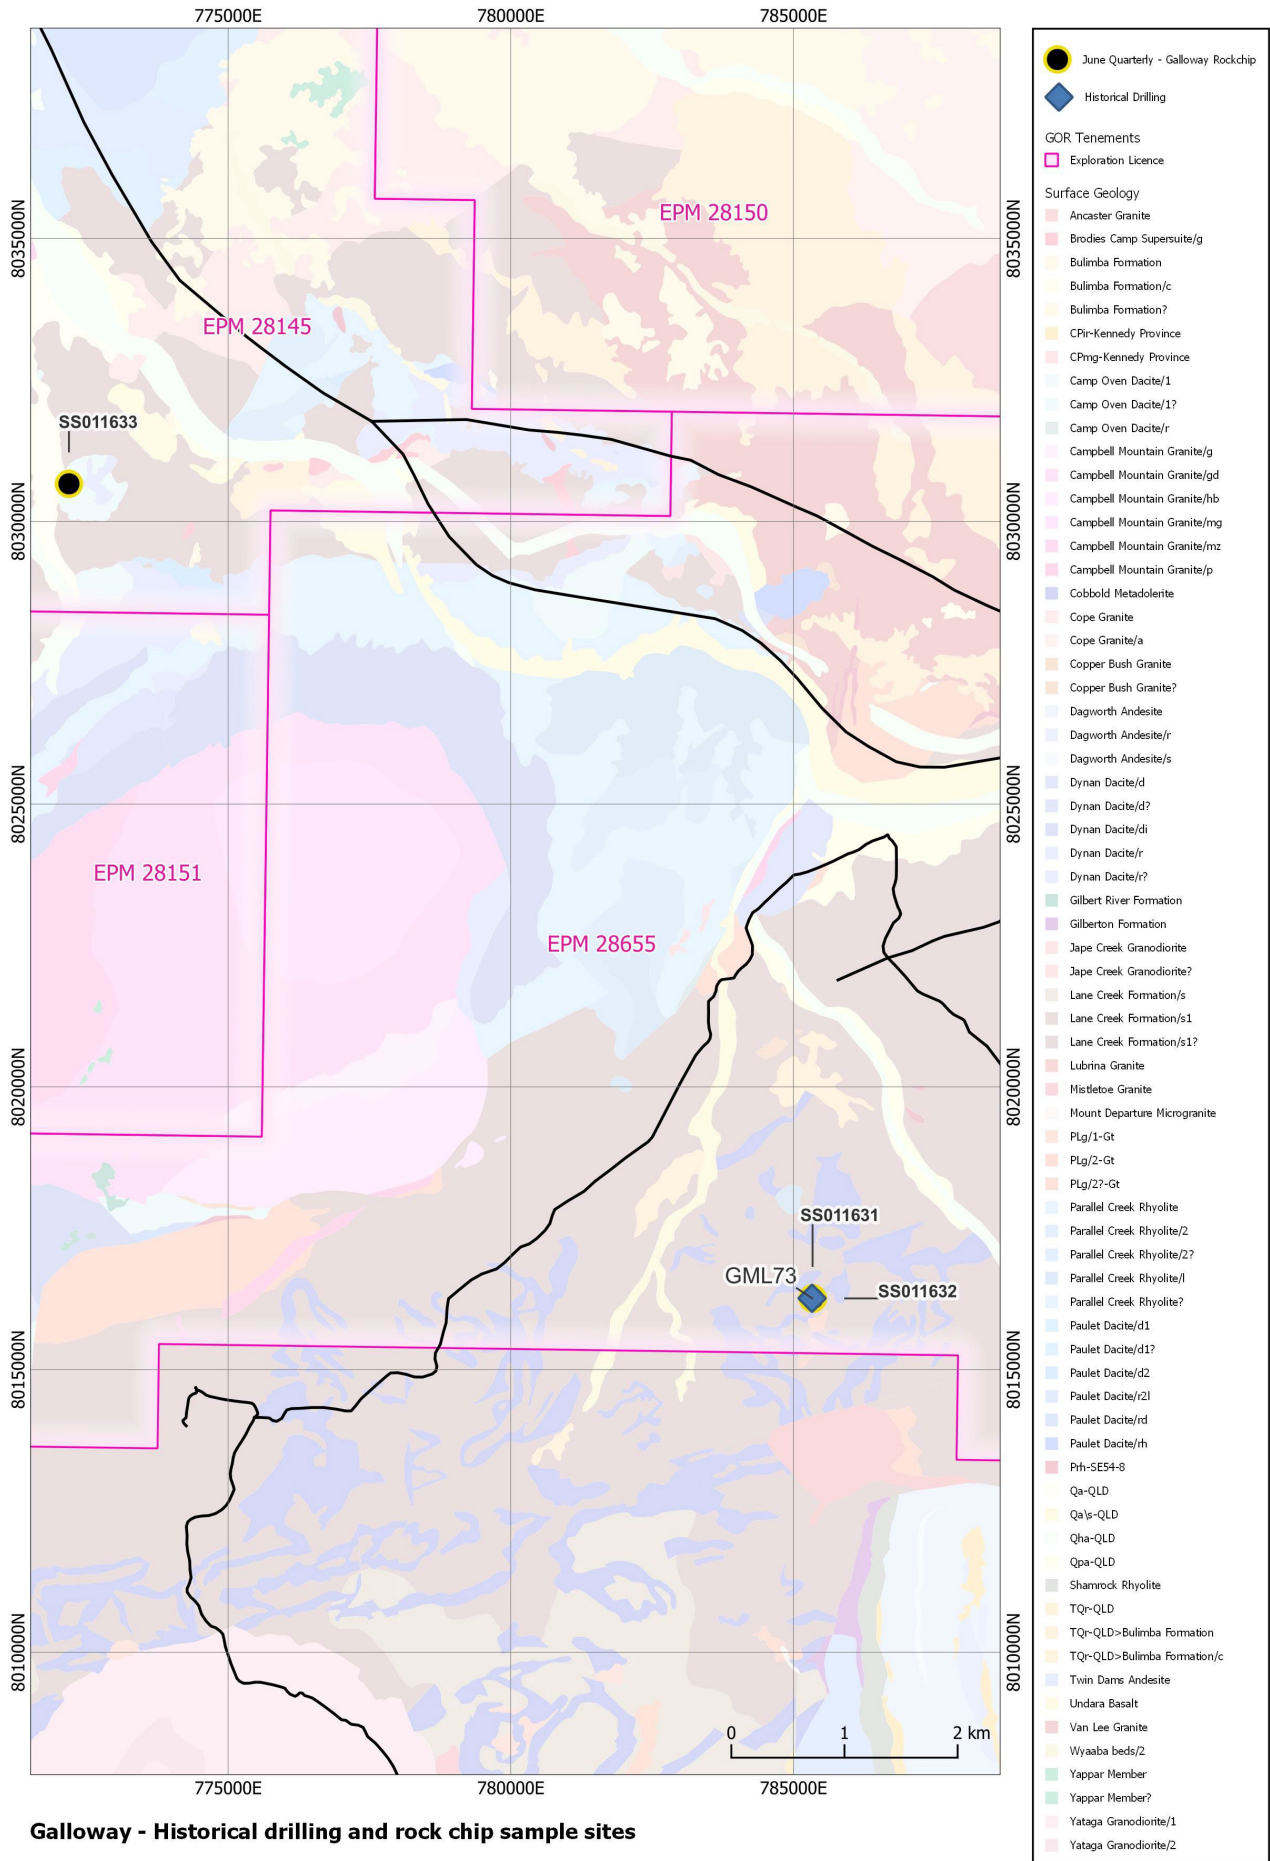 775000E
780000E
785000E
June Quarterly - Galloway Rockchip
Historical Drilling
GOR Tenements
Exploration Licence
Surface Geology
Ancaster Granite
Brodies Camp Supersuite/g
Bulimba Formation
Bulimba Formation/c
Bulimba Formation?
CPir-Kennedy Province
CPmg-Kennedy Province
Camp Oven Dacite/1
Camp Oven Dacite/1?
Camp Oven Dacite/r
Campbell Mountain Granite/g
Campbell Mountain Granite/gd
Campbell Mountain Granite/hb
Campbell Mountain Granite/mg
Campbell Mountain Granite/mz
Campbell Mountain Granite/p
Cobbold Metadolerite
Cope Granite
Cope Granite/a
Copper Bush Granite
Copper Bush Granite?
Dagworth Andesite
Dagworth Andesite/r
Dagworth Andesite/s
Dynan Dacite/d
Dynan Dacite/d?
Dynan Dacite/di
Dynan Dacite/r
Dynan Dacite/r?
Gilbert River Formation
Gilberton Formation
Jape Creek Granodiorite
Jape Creek Granodiorite?
Lane Creek Formation/s
Lane Creek Formation/s1
Lane Creek Formation/s1?
Lubrina Granite
Mistletoe Granite
Mount Departure Microgranite
PLg/1-Gt
PLg/2-Gt
PLg/2?-Gt
Parallel Creek Rhyolite
Parallel Creek Rhyolite/2
Parallel Creek Rhyolite/2?
Parallel Creek Rhyolite/l
Parallel Creek Rhyolite?
Paulet Dacite/d1
Paulet Dacite/d1?
Paulet Dacite/d2
Paulet Dacite/r2l
Paulet Dacite/rd
Paulet Dacite/rh
Prh-SE54-8
Qa-QLD
Qa\s-QLD
Qha-QLD
Qpa-QLD
Shamrock Rhyolite
TQr-QLD
TQr-QLD>Bulimba Formation
TQr-QLD>Bulimba Formation/c
Twin Dams Andesite
Undara Basalt
Van Lee Granite
Wyaaba beds/2
Yappar Member
Yappar Member?
Yataga Granodiorite/1
Yataga Granodiorite/2
8035000N
8035000N
EPM 28150
EPM 28145
SS011633
8030000N
8030000N
8025000N
8025000N
EPM 28151
EPM 28655
8020000N
8020000N
SS011631
GML73
SS011632
8015000N
8015000N
8010000N
8010000N
0 1 2 km
775000E
780000E
785000E
Galloway - Historical drilling and rock chip sample sites